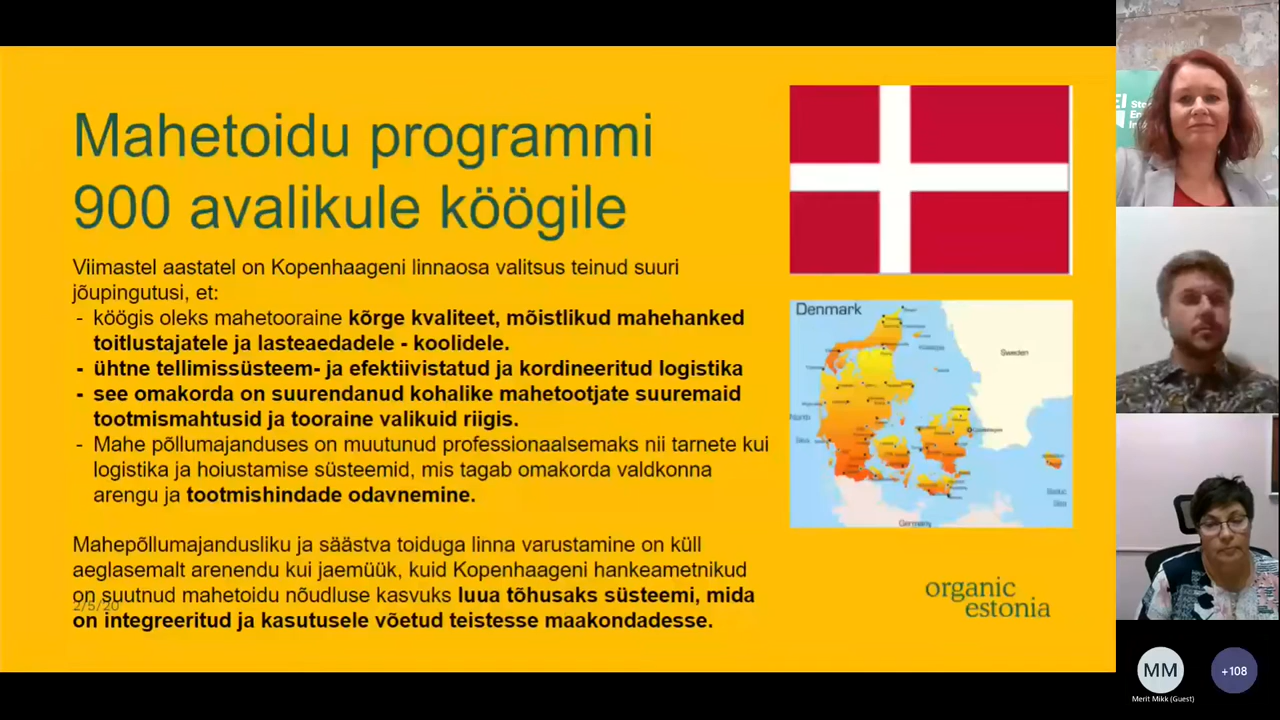 Mahetoidu programmi
900 avalikule köögile
Viimastel aastatel on Kopenhaageni linnaosa valitsus teinud suuri
jõupingutusi, et:
- köögis oleks mahetooraine kõrge kvaliteet, mõistlikud mahehanked
toitlustajatele ja lasteaedadele - koolidele.
- ühtne tellimissüsteem- ja efektiivistatud ja kordineeritud logistika
- see omakorda on suurendanud kohalike mahetootjate suuremaid
tootmismahtusid ja tooraine valikuid riigis.
- Mahe põllumajanduses on muutunud professionaalsemaks nii tarnete kui
logistika ja hoiustamise süsteemid, mis tagab omakorda valdkonna
arengu ja tootmishindade odavnemine.
Mahepõllumajandusliku ja säästva toiduga linna varustamine on küll
aeglasemalt arenendu kui jaemüük, kuid Kopenhaageni hankeametnikud
on suutnud mahetoidu nõudluse kasvuks luua tõhusaks süsteemi, mida
on integreeritud ja kasutusele võetud teistesse maakondadesse.
2/5/20
Denmark
Sweden
North
Sea
Germany
organic
estonia
MM
+108
Merit Mikk (Guest)